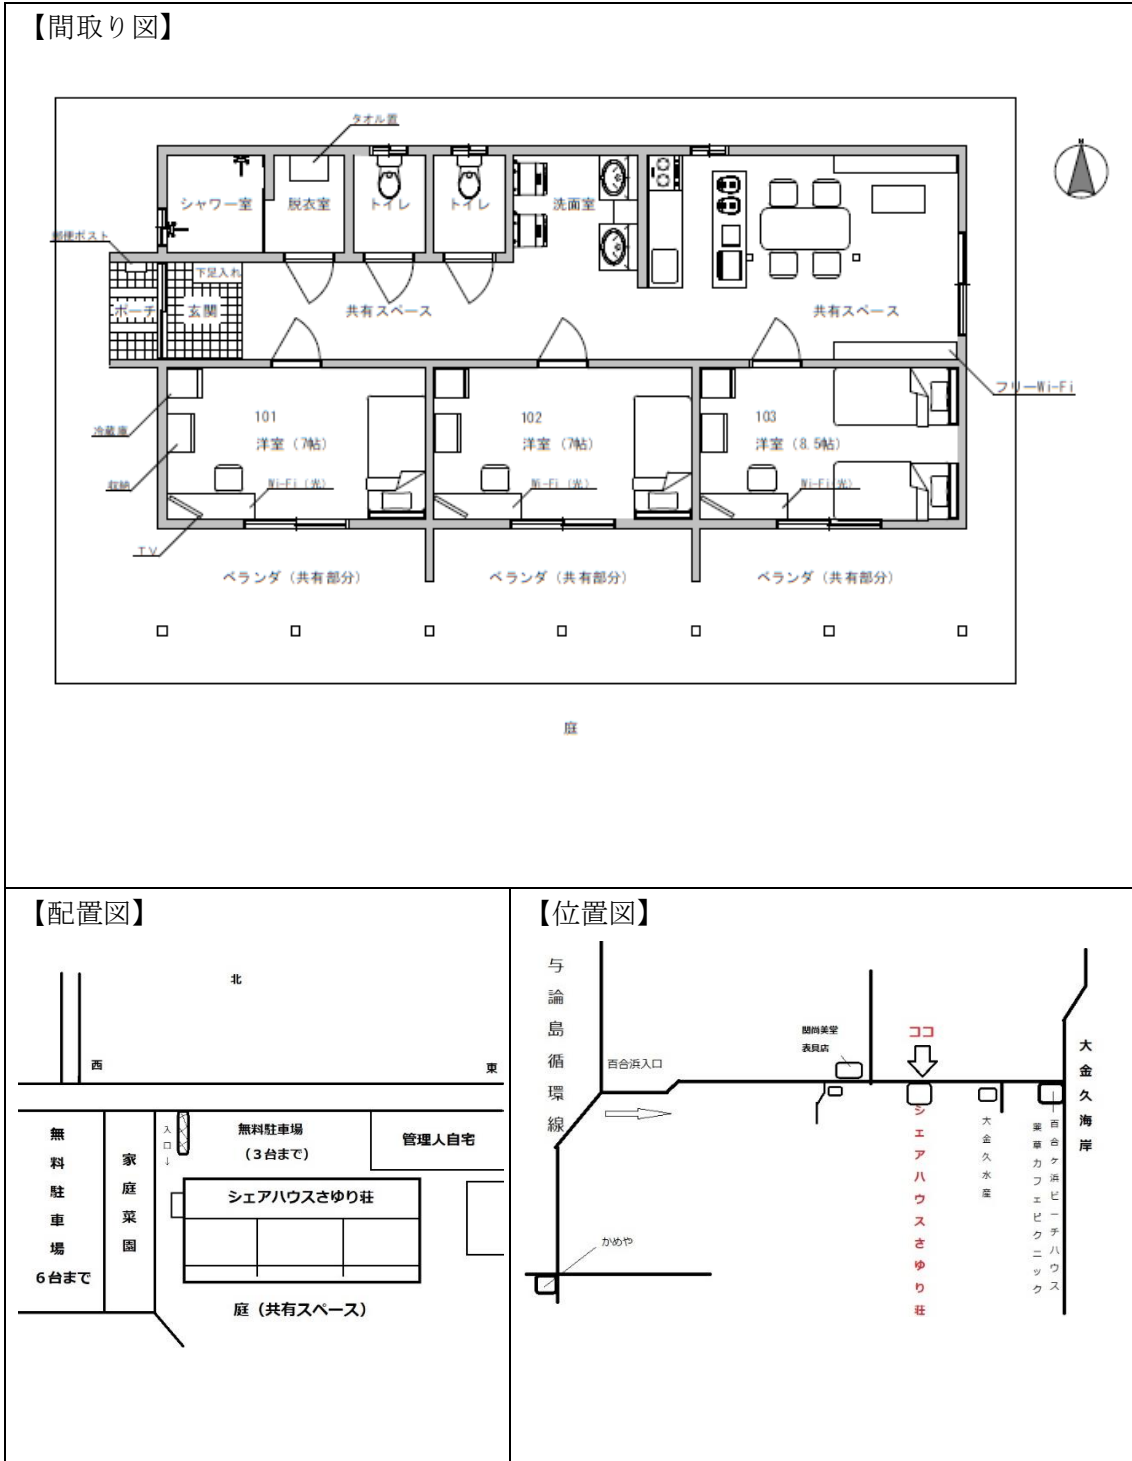 【間取り図】
タオル置
シャワー室
脱衣室
トイレ
トイレ
洗面室
郵便ポスト
下足入れ
ポーチ
玄関
共有スペース
共有スペース
フリーWi-Fi
101
洋室（7帖）
102
洋室（7帖）
103
洋室（8.5帖）
冷蔵庫
収納
Wi-Fi（光）
Wi-Fi（光）
Wi-Fi(光)
TV
ベランダ（共有部分）
ベランダ（共有部分）
ベランダ（共有部分）
庭
N
【配置図】
北
西
東
無料駐車場
6台まで
家庭菜園
入口↓
無料駐車場
（3台まで）
管理人自宅
シェアハウスさゆり荘
庭（共有スペース）
【位置図】
与論島循環線
百合浜入口
表具店
ココ
大金久海岸
シェアハウスさゆり荘
大金久水産
百合ヶ浜ビーチハウス
薬草カフェピクニック
かめや